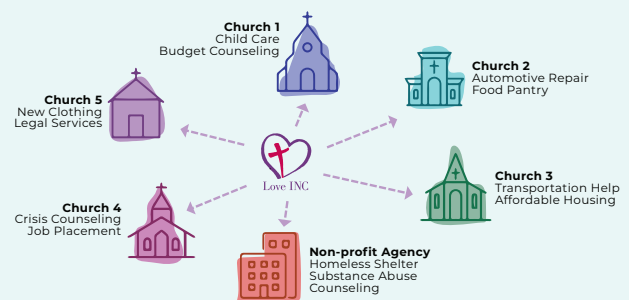 Church 1
Child Care
Budget Counseling
Church 2
Automotive Repair
Food Pantry
Church 5
New Clothing
Legal Services
Love INC
Church 3
Transportation Help
Affordable Housing
Church 4
Crisis Counseling
Job Placement
Non-profit Agency
Homeless Shelter
Substance Abuse
Counseling